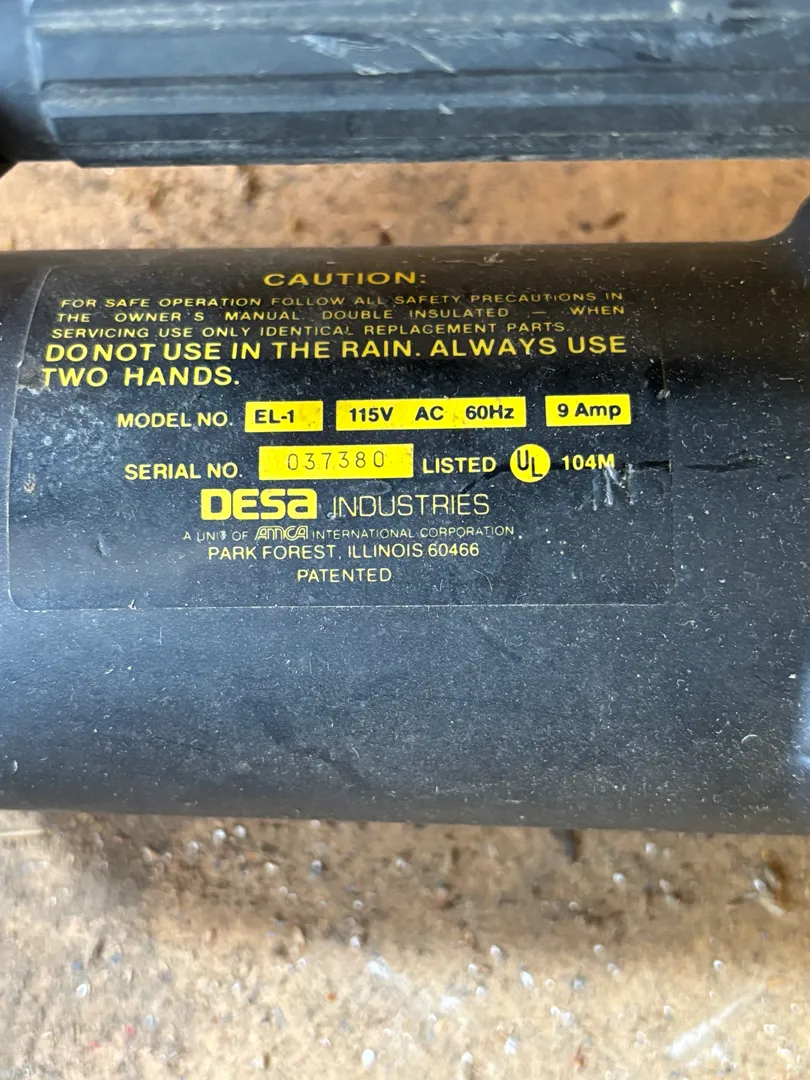 CAUTION:
FOR SAFE OPERATION FOLLOW ALL SAFETY PRECAUTIONS IN
THE OWNER'S MANUAL DOUBLE INSULATED — WHEN
SERVICING USE ONLY IDENTICAL REPLACEMENT PARTS.
DO NOT USE IN THE RAIN. ALWAYS USE
TWO HANDS.
MODEL NO. EL-1 115V AC 60Hz 9 Amp
SERIAL NO. 037380 LISTED UL 104M
DESA INDUSTRIES
A UNIT OF AMCA INTERNATIONAL CORPORATION
PARK FOREST, ILLINOIS 60466
PATENTED